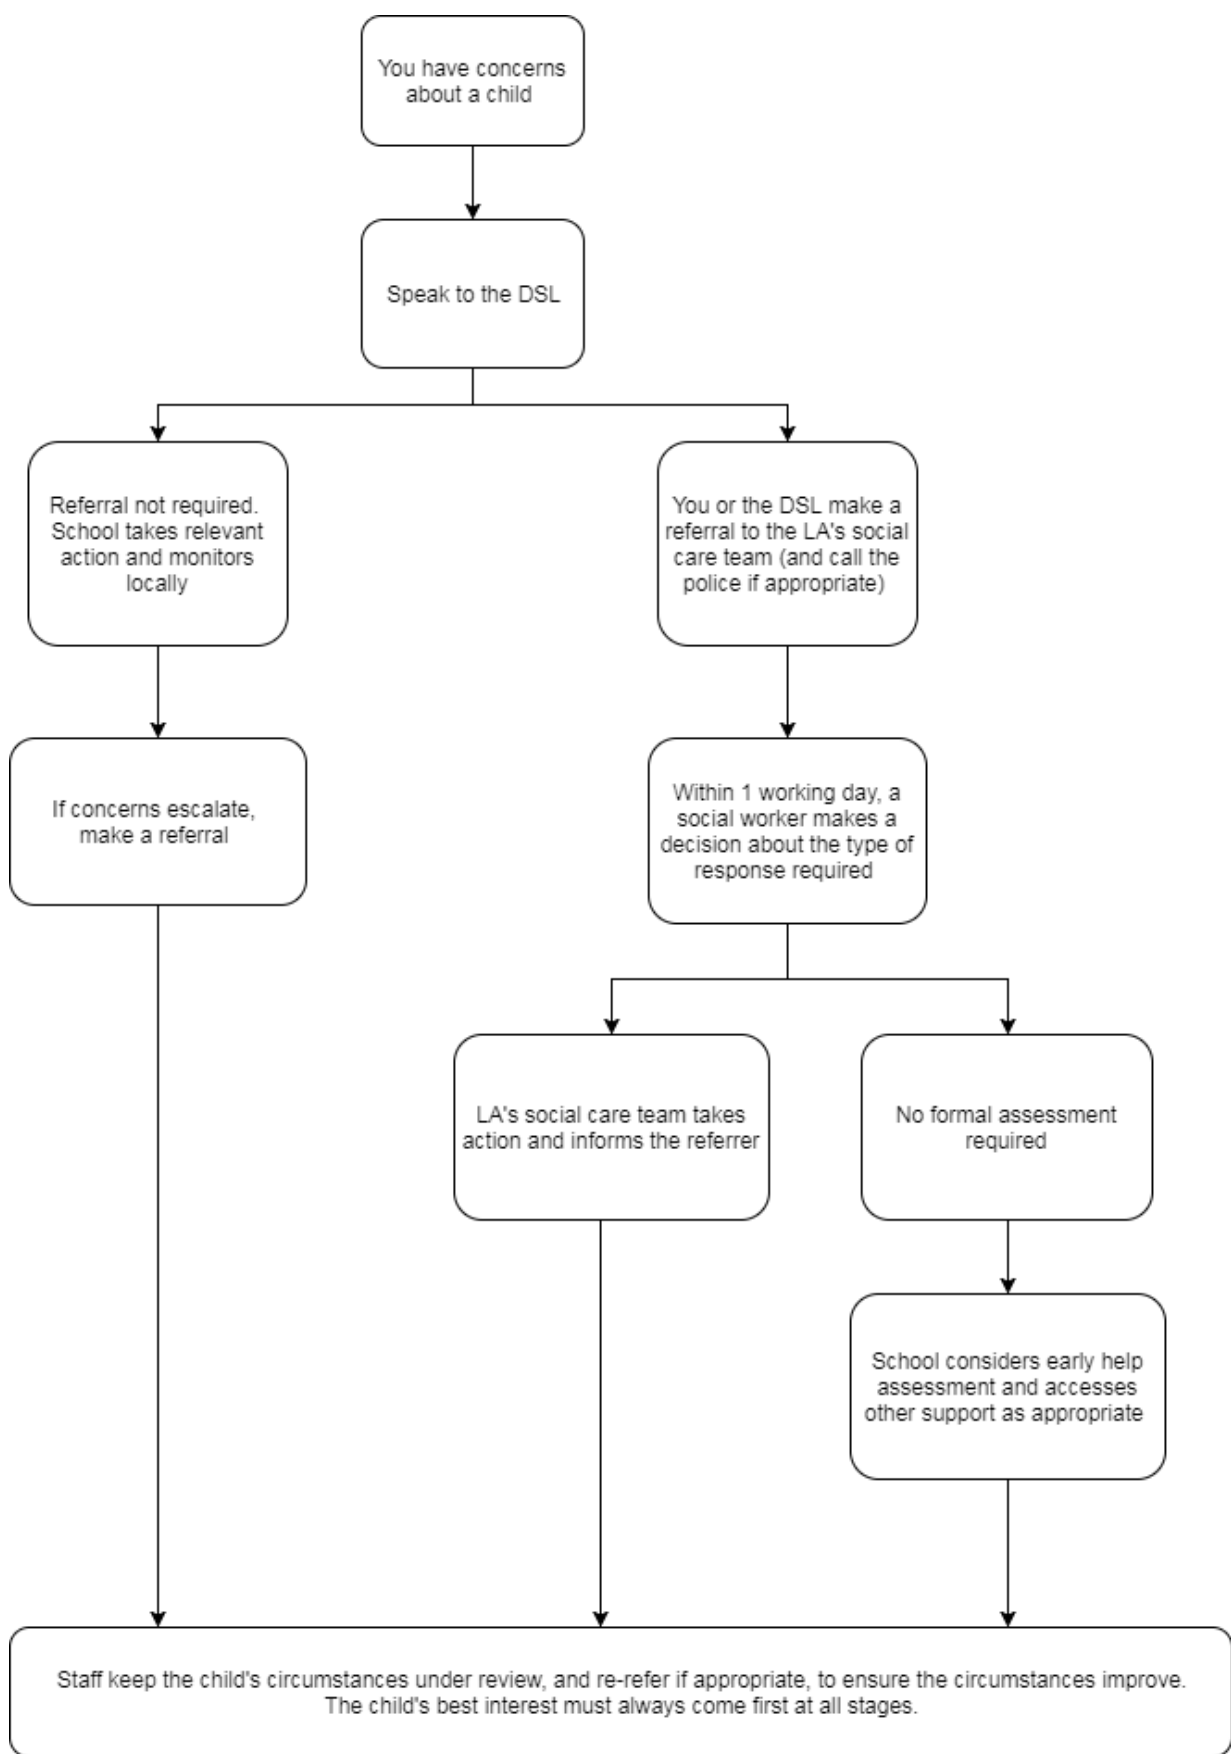 You have concerns
about a child
Speak to the DSL
Referral not required.
School takes relevant
action and monitors
locally
You or the DSL make a
referral to the LA's social
care team (and call the
police if appropriate)
If concerns escalate,
make a referral
Within 1 working day, a
social worker makes a
decision about the type of
response required
LA's social care team takes
action and informs the referrer
No formal assessment
required
School considers early help
assessment and accesses
other support as appropriate
Staff keep the child's circumstances under review, and re-refer if appropriate, to ensure the circumstances improve.
The child's best interest must always come first at all stages.